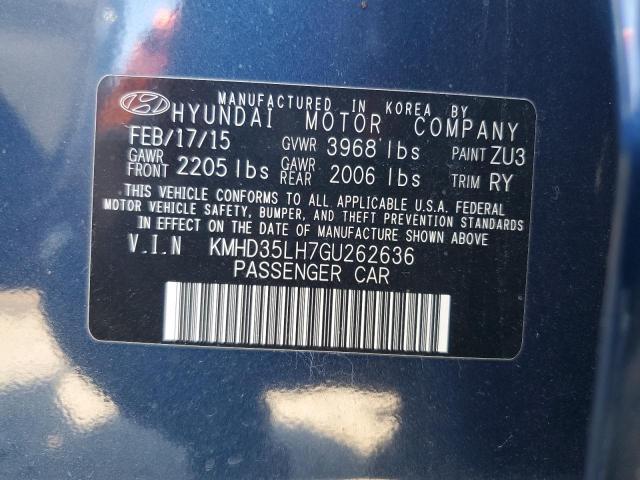 MANUFACTURED IN KOREA BY
HYUNDAI MOTOR COMPANY
FEB/17/15 GVWR 3968 lbs PAINT ZU3
GAWR FRONT 2205 lbs GAWR REAR 2006 lbs TRIM RY
THIS VEHICLE CONFORMS TO ALL APPLICABLE U.S.A. FEDERAL
MOTOR VEHICLE SAFETY, BUMPER, AND THEFT PREVENTION STANDARDS
IN EFFECT ON THE DATE OF MANUFACTURE SHOWN ABOVE.
V.I.N KMHD35LH7GU262636
PASSENGER CAR